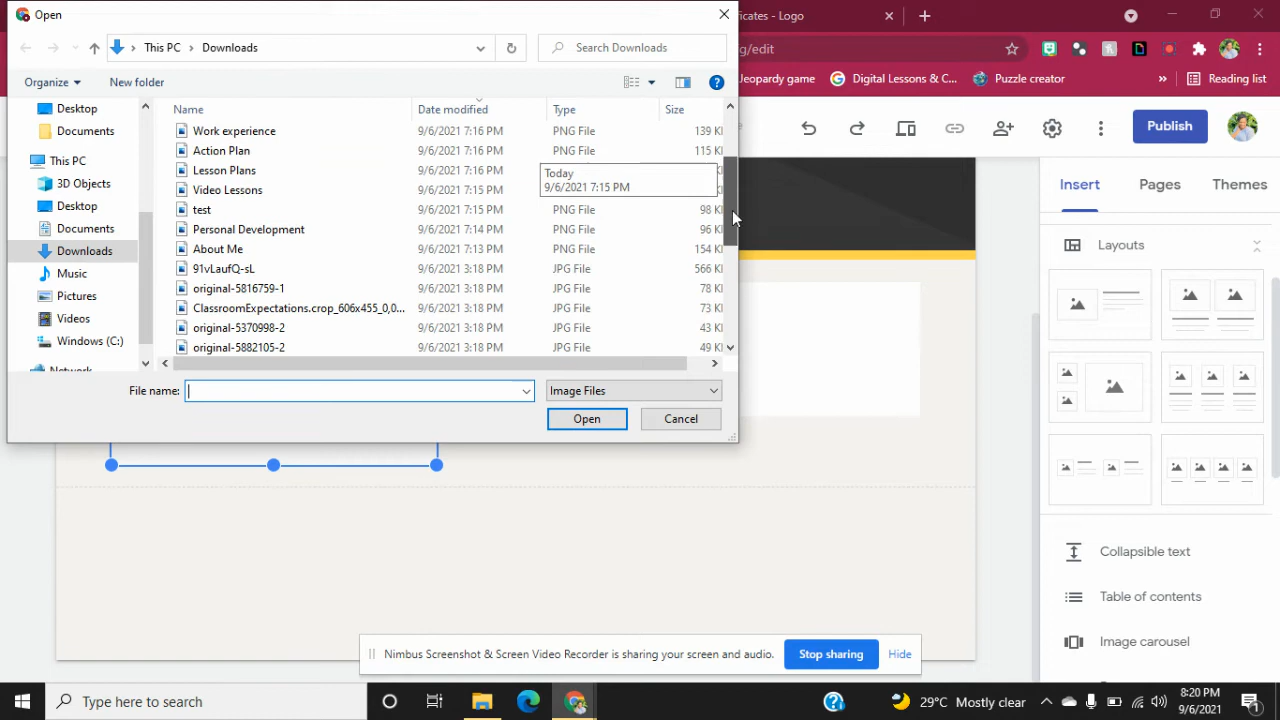 Open
icates - Logo
This PC
Downloads
Search Downloads
g/edit
Organize
New folder
Jeopardy game
Digital Lessons & C...
Puzzle creator
»
Reading list
Desktop
Documents
This PC
3D Objects
Desktop
Documents
Downloads
Music
Pictures
Videos
Windows (C:)
Network
Name
Date modified
Type
Size
Work experience
9/6/2021 7:16 PM
PNG File
139 K
Action Plan
9/6/2021 7:16 PM
PNG File
115 K
Lesson Plans
9/6/2021 7:16 PM
PNG File
Video Lessons
9/6/2021 7:15 PM
Today
9/6/2021 7:15 PM
test
9/6/2021 7:15 PM
PNG File
98 K
Personal Development
9/6/2021 7:14 PM
PNG File
96 K
About Me
9/6/2021 7:13 PM
PNG File
154 K
91vLaufQ-sL
9/6/2021 3:18 PM
JPG File
566 K
original-5816759-1
9/6/2021 3:18 PM
JPG File
78 K
ClassroomExpectations.crop_606x455_0,0...
9/6/2021 3:18 PM
JPG File
73 K
original-5370998-2
9/6/2021 3:18 PM
JPG File
43 K
original-5882105-2
9/6/2021 3:18 PM
JPG File
49 K
File name:
Image Files
Open
Cancel
Publish
Insert
Pages
Themes
Layouts
Collapsible text
Table of contents
Image carousel
Nimbus Screenshot & Screen Video Recorder is sharing your screen and audio.
Stop sharing
Hide
Type here to search
29°C Mostly clear
8:20 PM
9/6/2021